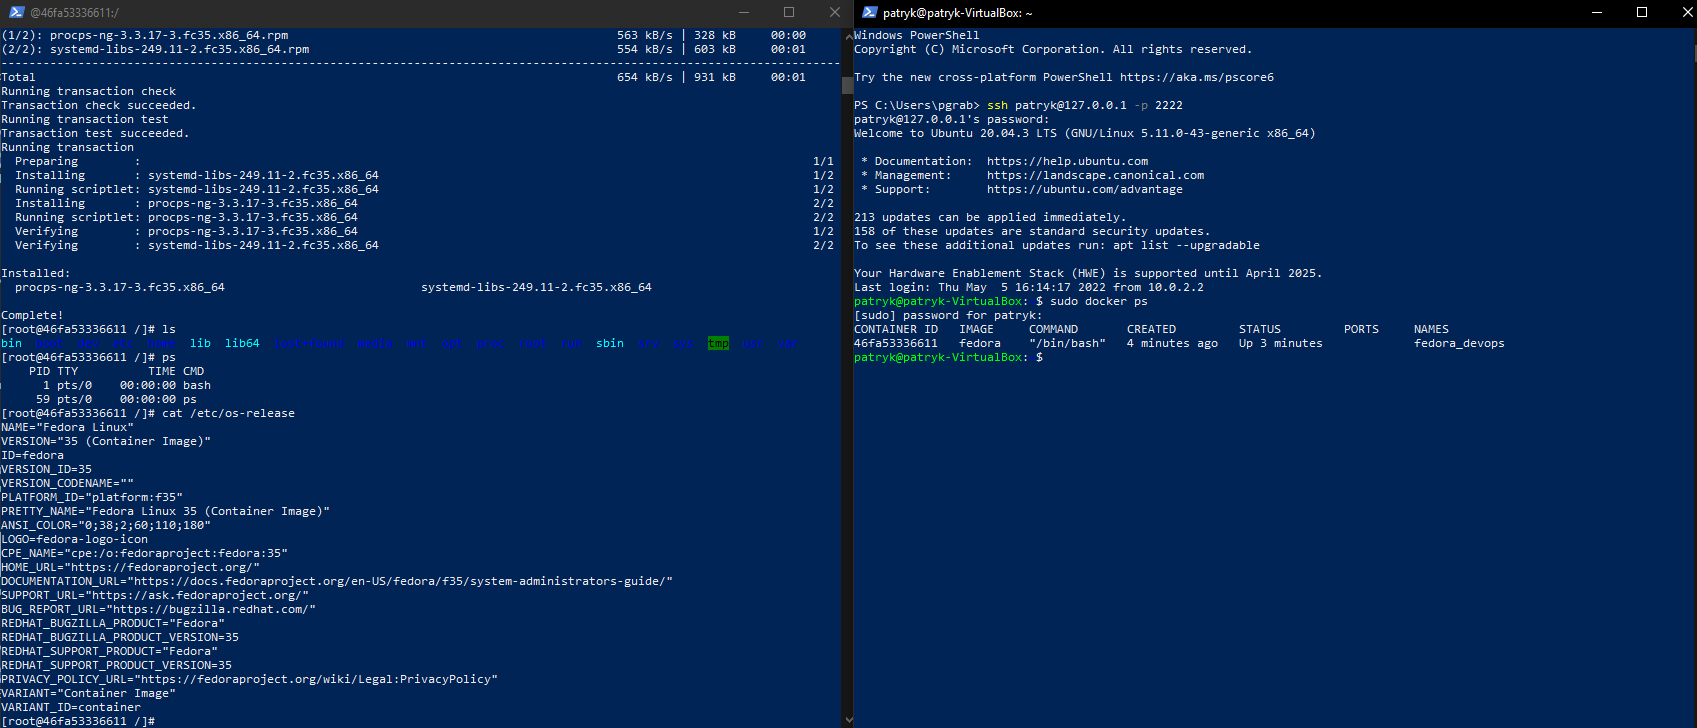 @46fa53336611:/
(1/2): procps-ng-3.3.17-3.fc35.x86_64.rpm 563 kB/s | 328 kB 00:00
(2/2): systemd-libs-249.11-2.fc35.x86_64.rpm 554 kB/s | 603 kB 00:01
--------------------------------------------------------------------------------
Total 654 kB/s | 931 kB 00:01
Running transaction check
Transaction check succeeded.
Running transaction test
Transaction test succeeded.
Running transaction
  Preparing        : 1/1
  Installing       : systemd-libs-249.11-2.fc35.x86_64 1/2
  Running scriptlet: systemd-libs-249.11-2.fc35.x86_64 1/2
  Installing       : procps-ng-3.3.17-3.fc35.x86_64 2/2
  Running scriptlet: procps-ng-3.3.17-3.fc35.x86_64 2/2
  Verifying        : procps-ng-3.3.17-3.fc35.x86_64 1/2
  Verifying        : systemd-libs-249.11-2.fc35.x86_64 2/2
Installed:
  procps-ng-3.3.17-3.fc35.x86_64 systemd-libs-249.11-2.fc35.x86_64
Complete!
[root@46fa53336611 /]# ls
bin boot dev etc home lib lib64 lost+found media mnt opt proc root run sbin srv sys tmp usr var
[root@46fa53336611 /]# ps
    PID TTY          TIME CMD
      1 pts/0    00:00:00 bash
     59 pts/0    00:00:00 ps
[root@46fa53336611 /]# cat /etc/os-release
NAME="Fedora Linux"
VERSION="35 (Container Image)"
ID=fedora
VERSION_ID=35
VERSION_CODENAME=""
PLATFORM_ID="platform:f35"
PRETTY_NAME="Fedora Linux 35 (Container Image)"
ANSI_COLOR="0;38;2;60;110;180"
LOGO=fedora-logo-icon
CPE_NAME="cpe:/o:fedoraproject:fedora:35"
HOME_URL="https://fedoraproject.org/"
DOCUMENTATION_URL="https://docs.fedoraproject.org/en-US/fedora/f35/system-administrators-guide/"
SUPPORT_URL="https://ask.fedoraproject.org/"
BUG_REPORT_URL="https://bugzilla.redhat.com/"
REDHAT_BUGZILLA_PRODUCT="Fedora"
REDHAT_BUGZILLA_PRODUCT_VERSION=35
REDHAT_SUPPORT_PRODUCT="Fedora"
REDHAT_SUPPORT_PRODUCT_VERSION=35
PRIVACY_POLICY_URL="https://fedoraproject.org/wiki/Legal:PrivacyPolicy"
VARIANT="Container Image"
VARIANT_ID=container
[root@46fa53336611 /]#
patryk@patryk-VirtualBox: ~
Windows PowerShell
Copyright (C) Microsoft Corporation. All rights reserved.
Try the new cross-platform PowerShell https://aka.ms/pscore6
PS C:\Users\pgrab> ssh patryk@127.0.0.1 -p 2222
patryk@127.0.0.1's password:
Welcome to Ubuntu 20.04.3 LTS (GNU/Linux 5.11.0-43-generic x86_64)
 * Documentation:  https://help.ubuntu.com
 * Management:     https://landscape.canonical.com
 * Support:        https://ubuntu.com/advantage
213 updates can be applied immediately.
158 of these updates are standard security updates.
To see these additional updates run: apt list --upgradable
Your Hardware Enablement Stack (HWE) is supported until April 2025.
Last login: Thu May  5 16:14:17 2022 from 10.0.2.2
patryk@patryk-VirtualBox:~$ sudo docker ps
[sudo] password for patryk:
CONTAINER ID   IMAGE     COMMAND       CREATED         STATUS         PORTS     NAMES
46fa53336611   fedora    "/bin/bash"   4 minutes ago   Up 3 minutes             fedora_devops
patryk@patryk-VirtualBox:~$